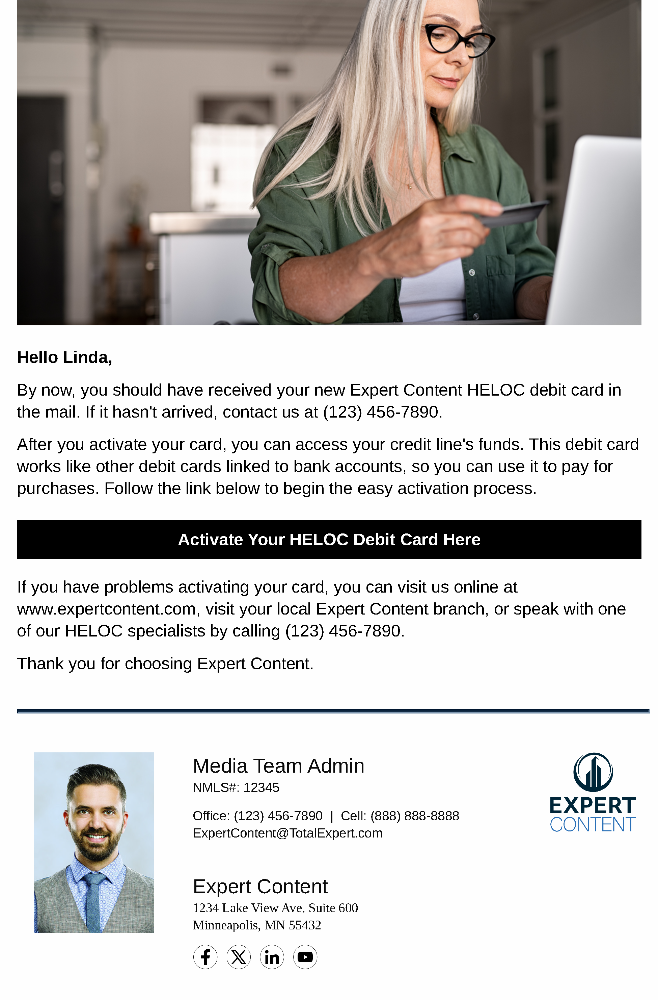 Hello Linda,
By now, you should have received your new Expert Content HELOC debit card in
the mail. If it hasn't arrived, contact us at (123) 456-7890.
After you activate your card, you can access your credit line's funds. This debit card
works like other debit cards linked to bank accounts, so you can use it to pay for
purchases. Follow the link below to begin the easy activation process.
Activate Your HELOC Debit Card Here
If you have problems activating your card, you can visit us online at
www.expertcontent.com, visit your local Expert Content branch, or speak with one
of our HELOC specialists by calling (123) 456-7890.
Thank you for choosing Expert Content.
Media Team Admin
NMLS#: 12345
Office: (123) 456-7890 | Cell: (888) 888-8888
ExpertContent@TotalExpert.com
EXPERT
CONTENT
Expert Content
1234 Lake View Ave. Suite 600
Minneapolis, MN 55432